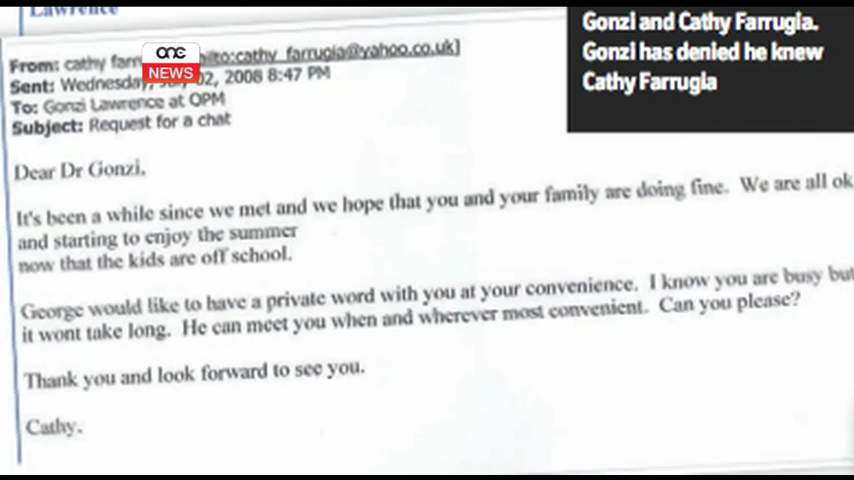 Lawrence
Gonzi and Cathy Farrugia.
Gonzi has denied he knew
Cathy Farrugia
one
NEWS
From: cathy farr ilto:cathy_farrugia@yahoo.co.uk]
Sent: Wednesday, 02, 2008 8:47 PM
To: Gonzi Lawrence at OPM
Subject: Request for a chat
Dear Dr Gonzi,
It's been a while since we met and we hope that you and your family are doing fine. We are all ok
and starting to enjoy the summer
now that the kids are off school.
George would like to have a private word with you at your convenience. I know you are busy but
it wont take long. He can meet you when and wherever most convenient. Can you please?
Thank you and look forward to see you.
Cathy.